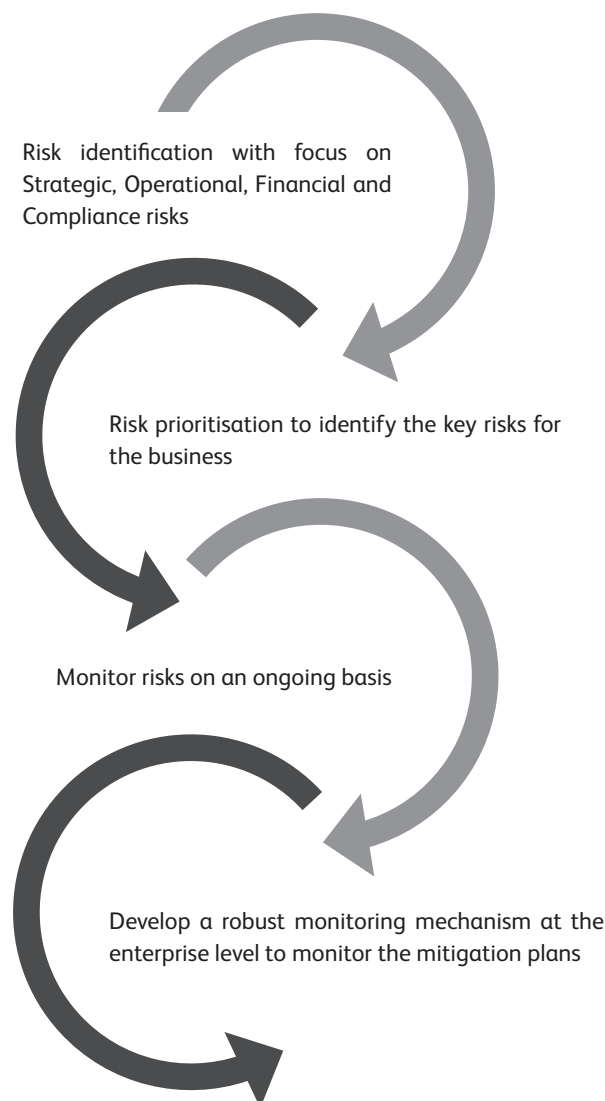 Risk identification with focus on
Strategic, Operational, Financial and
Compliance risks
Risk prioritisation to identify the key risks for
the business
Monitor risks on an ongoing basis
Develop a robust monitoring mechanism at the
enterprise level to monitor the mitigation plans